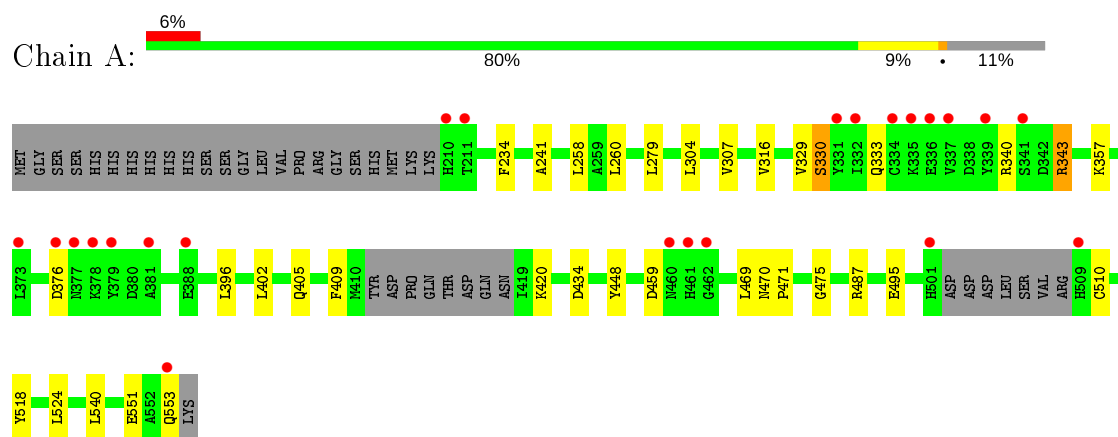 6%
Chain A:
80% 9% • 11%
MET GLY SER SER HIS HIS HIS HIS HIS HIS SER SER GLY LEU VAL PRO ARG GLY SER HIS MET LYS LYS H210 T211 F234 A241 L258 A259 L260 L279 L304 V307 V316 V329 S330 Y331 I332 Q333 C334 K335 E336 V337 D338 Y339 R340 S341 D342 R343 K357
L373 D376 N377 K378 Y379 D380 A381 E388 L396 L402 Q405 F409 M410 TYR ASP PRO GLN THR ASP GLN ASN I419 K420 D434 Y448 D459 N460 H461 G462 L469 N470 P471 G475 R487 E495 H501 ASP ASP ASP LEU SER VAL ARG H509 C510
Y518 L524 L540 E551 A552 Q553 LYS